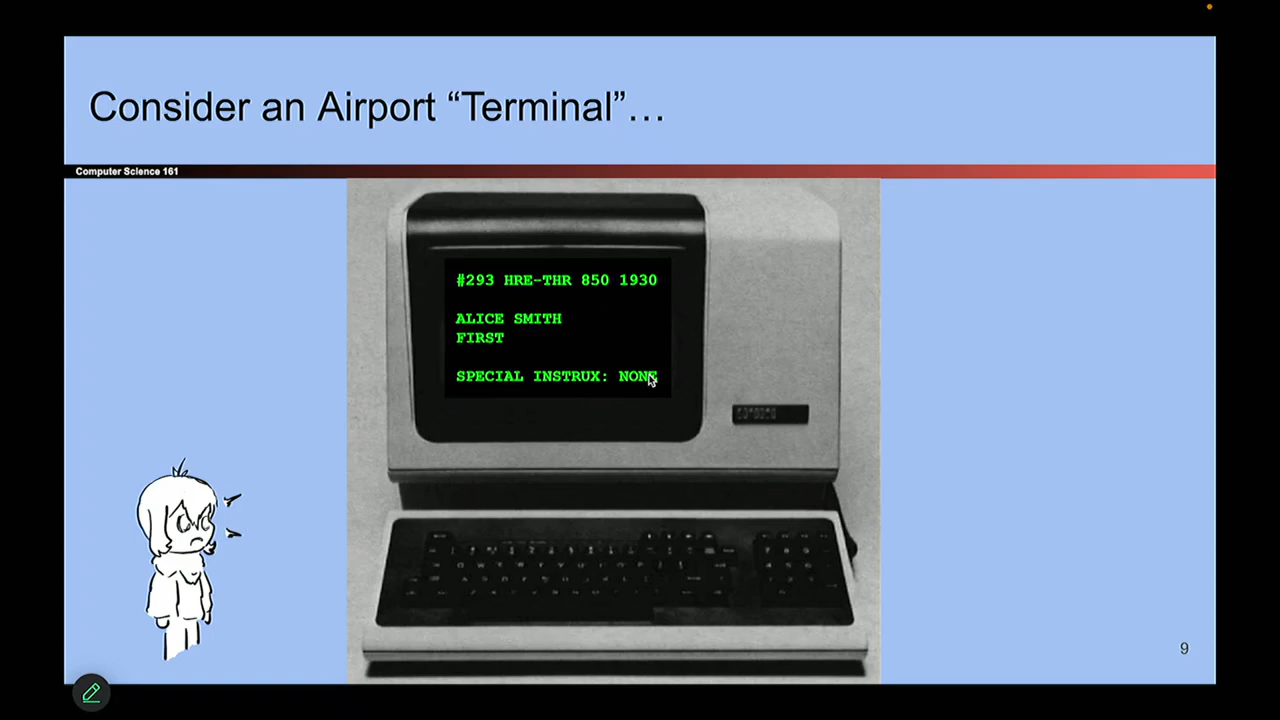 Consider an Airport “Terminal”…
Computer Science 161
#293 HRE-THR 850 1930
ALICE SMITH
FIRST
SPECIAL INSTRUX: NONE
9